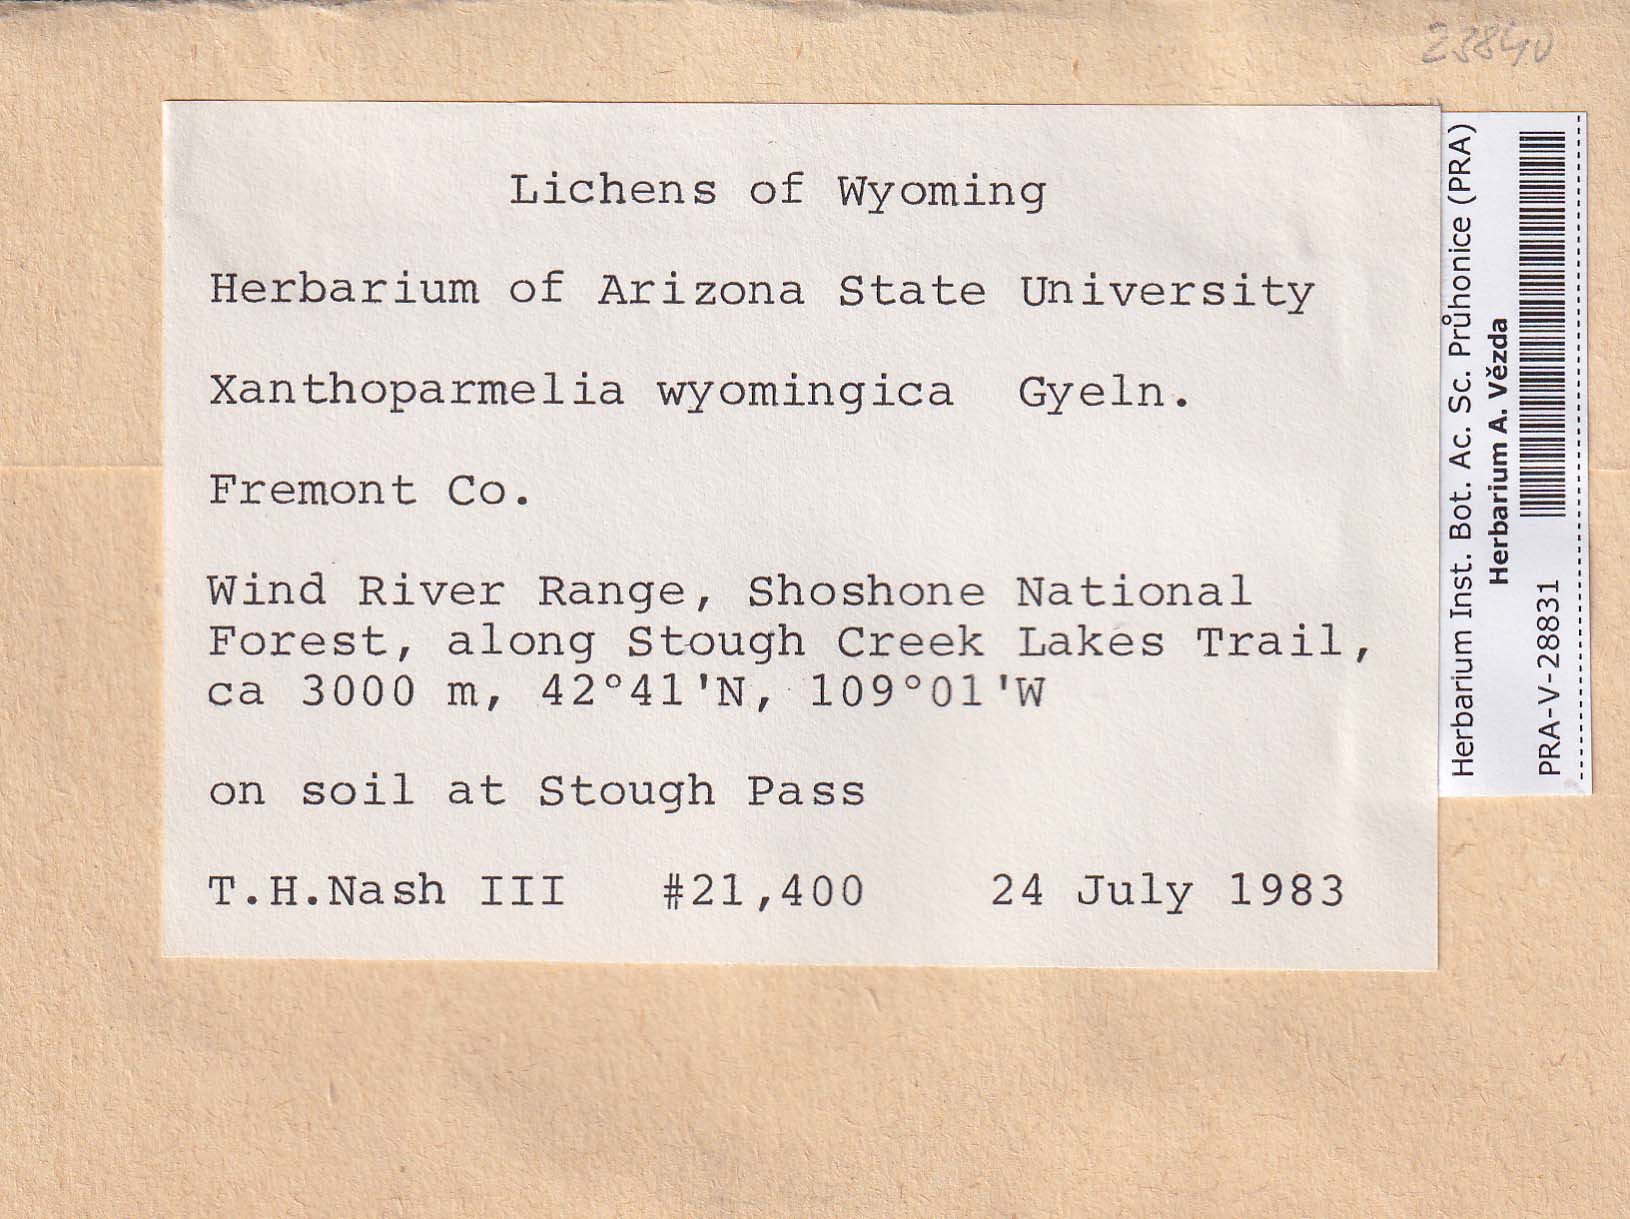 23840
Lichens of Wyoming
Herbarium of Arizona State University
Xanthoparmelia wyomingica Gyeln.
Fremont Co.
Wind River Range, Shoshone National
Forest, along Stough Creek Lakes Trail,
ca 3000 m, 42°41'N, 109°01'W
on soil at Stough Pass
T.H.Nash III #21,400 24 July 1983
Herbarium Inst. Bot. Ac. Sc. Průhonice (PRA)
Herbarium A. Vězda
PRA-V-28831